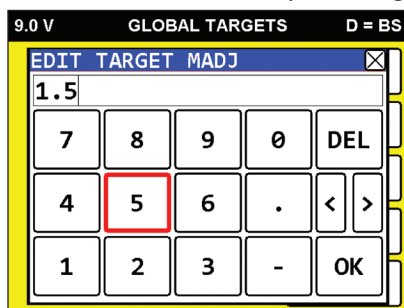 9.0 V GLOBAL TARGETS D = BS
EDIT TARGET MADJ
1.5
7 8 9 0 DEL
4 5 6 . < >
1 2 3 - OK